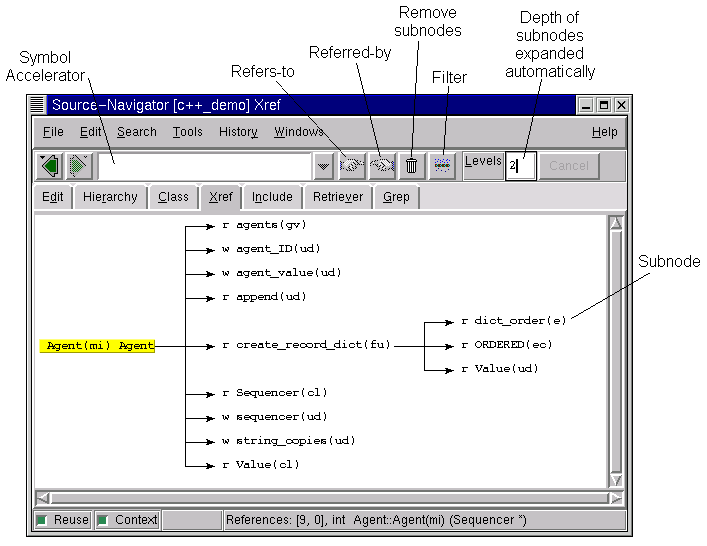 Remove
subnodes
Depth of
subnodes
expanded
automatically
Symbol
Accelerator
Referred-by
Refers-to
Filter
Source-Navigator [c++_demo] Xref
File Edit Search Tools History Windows Help
Levels 2 Cancel
Edit Hierarchy Class Xref Include Retriever Grep
r agents(gv)
w agent_ID(ud)
w agent_value(ud)
r append(ud)
Subnode
r dict_order(e)
Agent(mi) Agent r create_record_dict(fu) r ORDERED(ec)
r Value(ud)
r Sequencer(cl)
w sequencer(ud)
w string_copies(ud)
r Value(cl)
Reuse Context References: [9, 0], int Agent::Agent(mi) (Sequencer *)